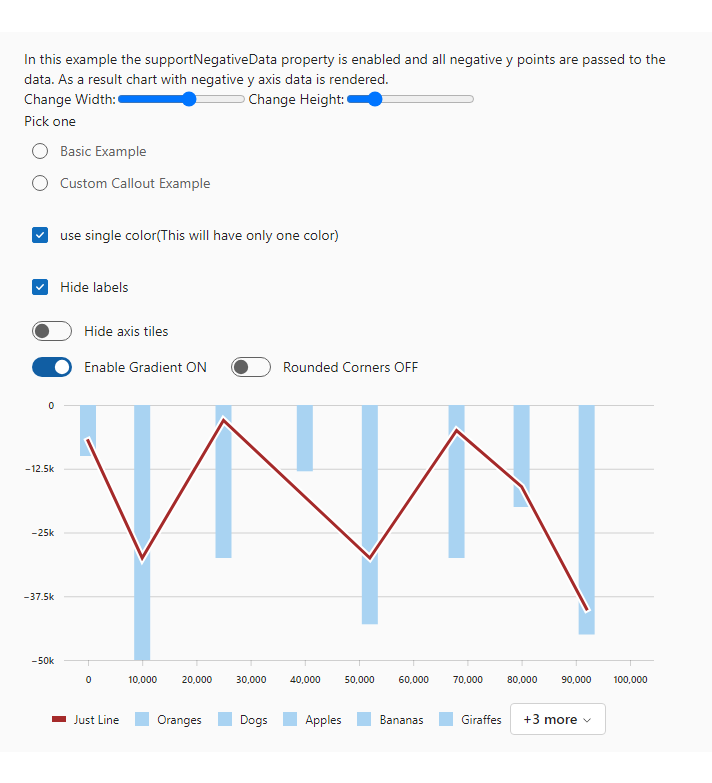 In this example the supportNegativeData property is enabled and all negative y points are passed to the
data. As a result chart with negative y axis data is rendered.
Change Width: Change Height:
Pick one
Basic Example
Custom Callout Example
use single color(This will have only one color)
Hide labels
Hide axis tiles
Enable Gradient ON Rounded Corners OFF
0
−12.5k
−25k
−37.5k
−50k
0 10,000 20,000 30,000 40,000 50,000 60,000 70,000 80,000 90,000 100,000
Just Line Oranges Dogs Apples Bananas Giraffes +3 more